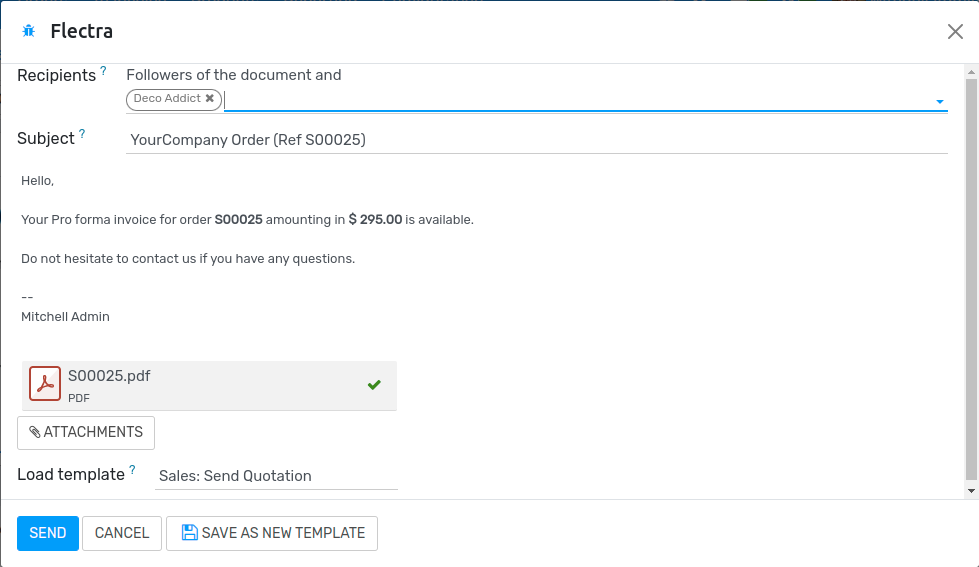 Flectra
Recipients ?
Followers of the document and
Deco Addict ✖
Subject ?
YourCompany Order (Ref S00025)
Hello,
Your Pro forma invoice for order S00025 amounting in $ 295.00 is available.
Do not hesitate to contact us if you have any questions.
--
Mitchell Admin
S00025.pdf
PDF
ATTACHMENTS
Load template ?
Sales: Send Quotation
SEND
CANCEL
SAVE AS NEW TEMPLATE